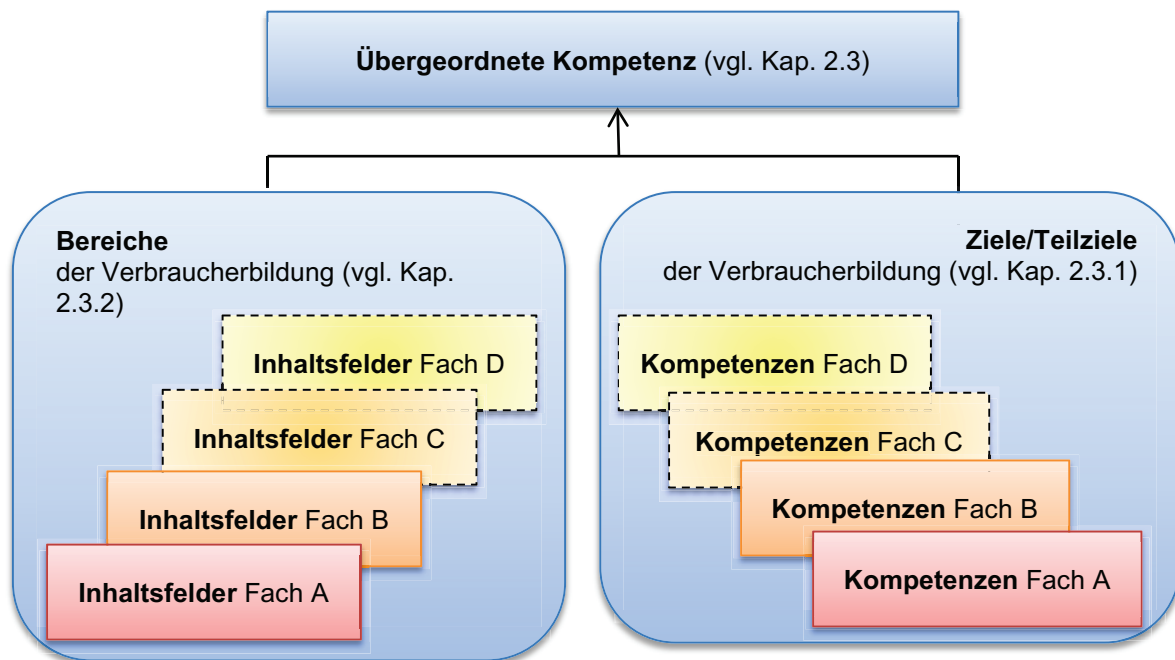 Übergeordnete Kompetenz (vgl. Kap. 2.3)
Bereiche
der Verbraucherbildung (vgl. Kap.
2.3.2)
Inhaltsfelder Fach D
Inhaltsfelder Fach C
Inhaltsfelder Fach B
Inhaltsfelder Fach A
Ziele/Teilziele
der Verbraucherbildung (vgl. Kap. 2.3.1)
Kompetenzen Fach D
Kompetenzen Fach C
Kompetenzen Fach B
Kompetenzen Fach A